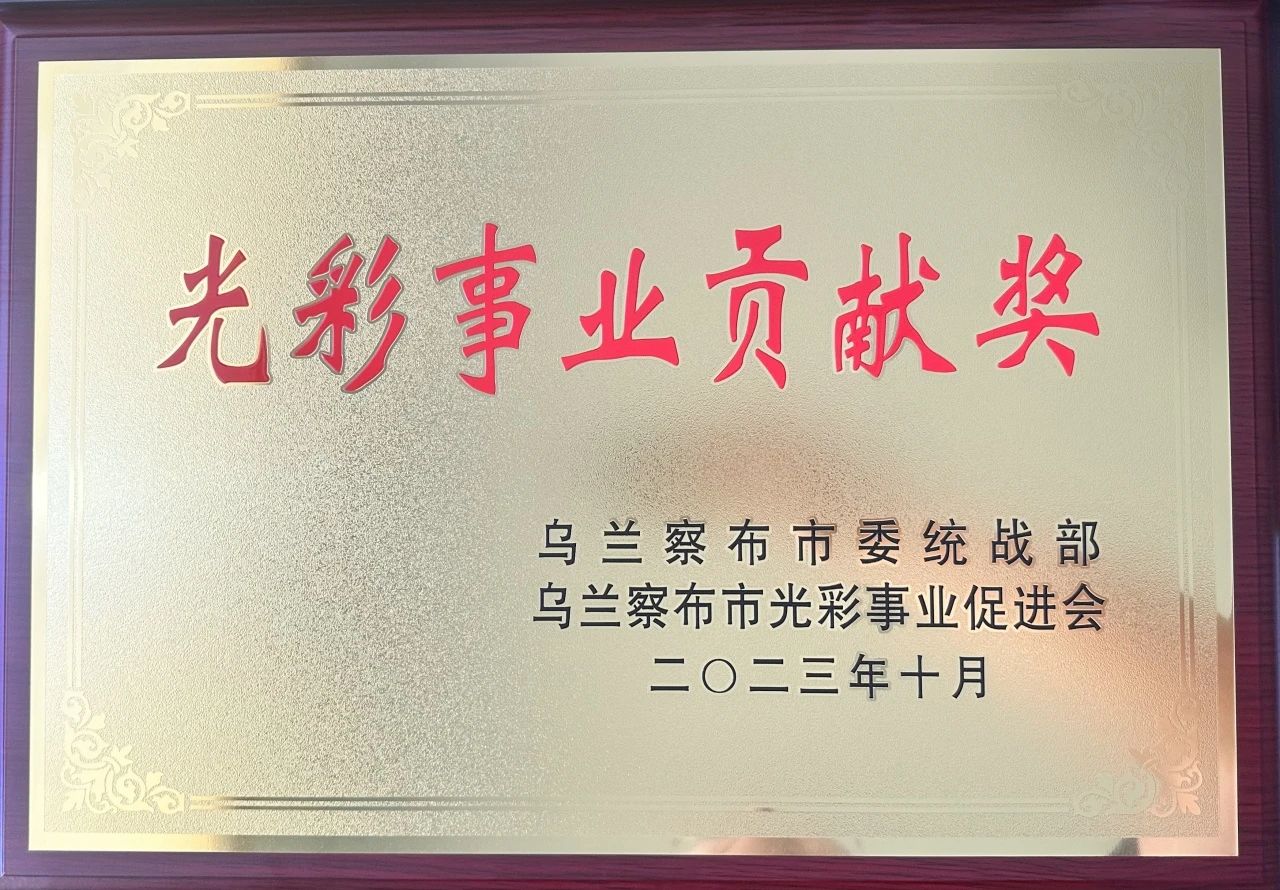 光彩事业贡献奖
乌兰察布市委统战部
乌兰察布市光彩事业促进会
二〇二三年十月